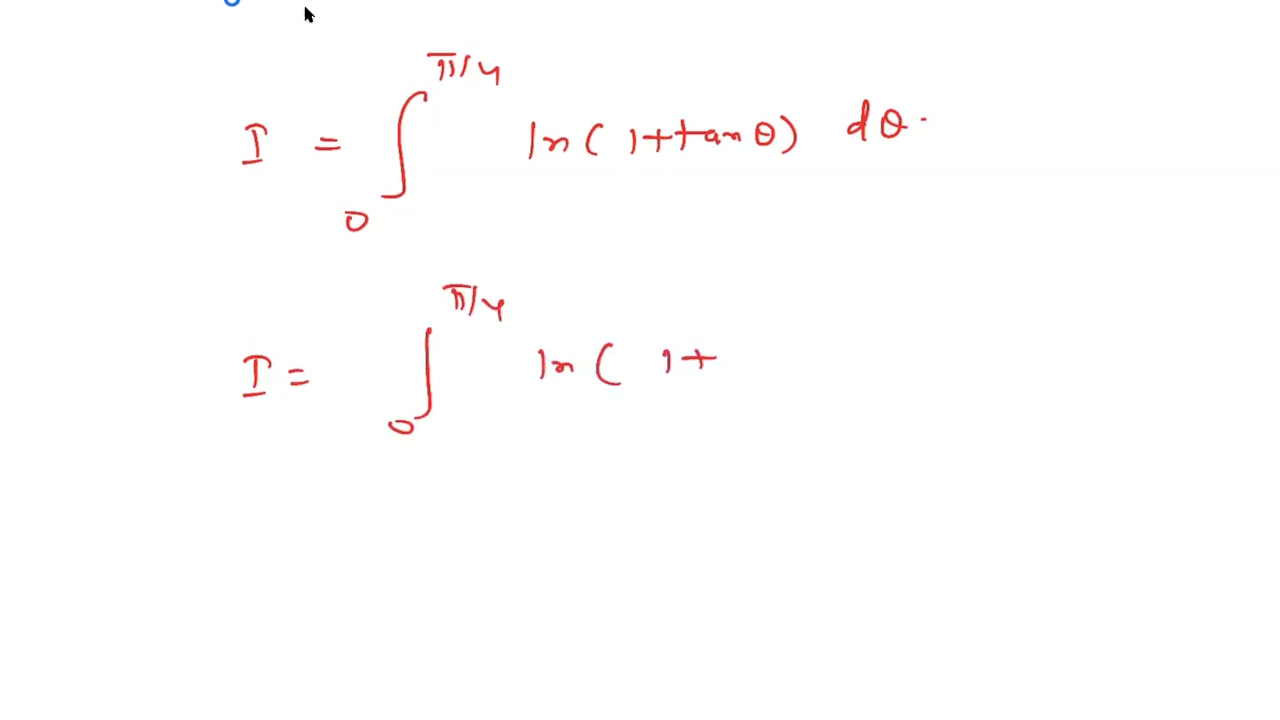 I = ∫₀^{π/4} ln(1+tanθ) dθ.
I = ∫₀^{π/4} ln( 1+